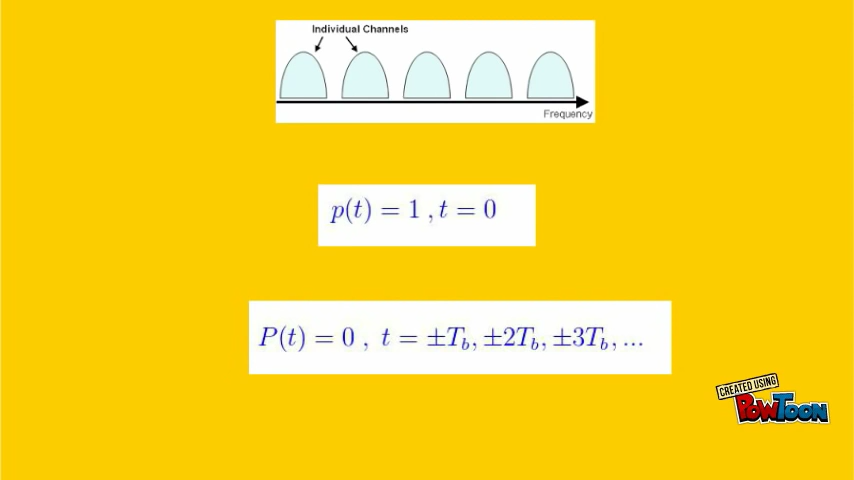 Individual Channels
Frequency
p(t) = 1 , t = 0
P(t) = 0 , t = ±T_b, ±2T_b, ±3T_b, ...
CREATED USING
PowToon